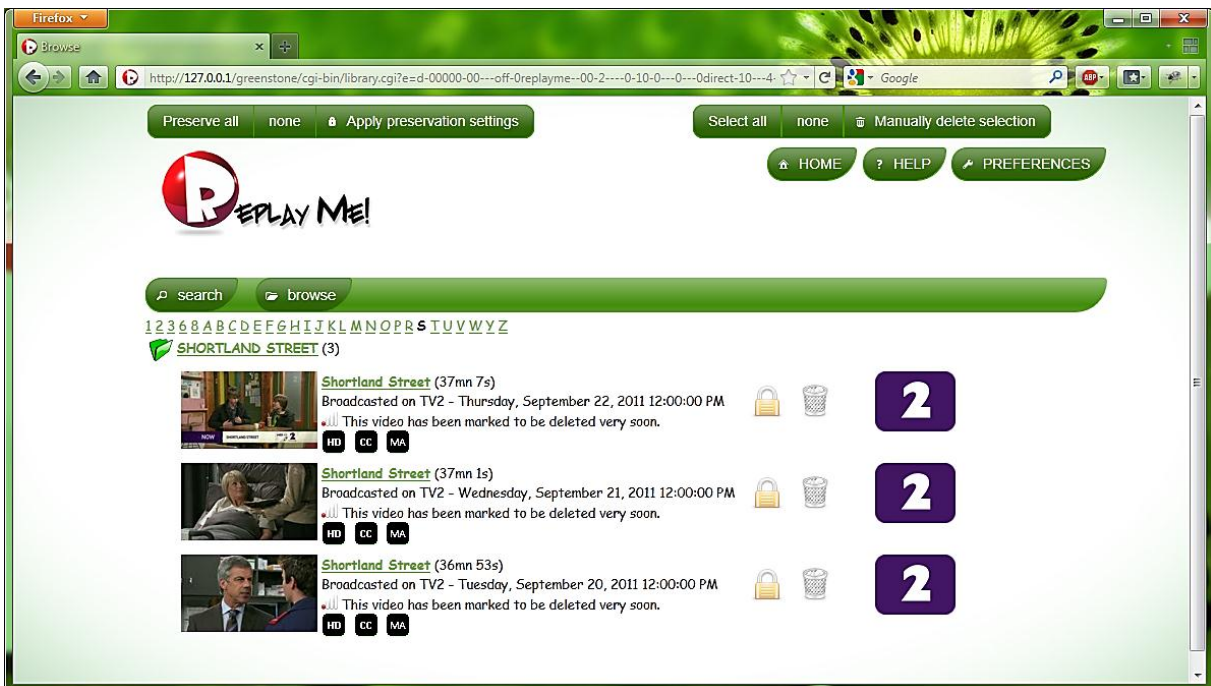 Firefox
Browse
http://127.0.0.1/greenstone/cgi-bin/library.cgi?e=d-00000-00---off-0replayme--00-2----0-10-0---0---0direct-10---4-
Google
ABP
Preserve all none Apply preservation settings
Select all none Manually delete selection
HOME ? HELP PREFERENCES
REPLAY ME!
search browse
1 2 3 6 8 A B C D E F G H I J K L M N O P R S T U V W Y Z
SHORTLAND STREET (3)
Shortland Street (37mn 7s)
Broadcasted on TV2 - Thursday, September 22, 2011 12:00:00 PM
This video has been marked to be deleted very soon.
HD CC MA
NOW SHORTLAND STREET 2
2
Shortland Street (37mn 1s)
Broadcasted on TV2 - Wednesday, September 21, 2011 12:00:00 PM
This video has been marked to be deleted very soon.
HD CC MA
2
Shortland Street (36mn 53s)
Broadcasted on TV2 - Tuesday, September 20, 2011 12:00:00 PM
This video has been marked to be deleted very soon.
HD CC MA
2